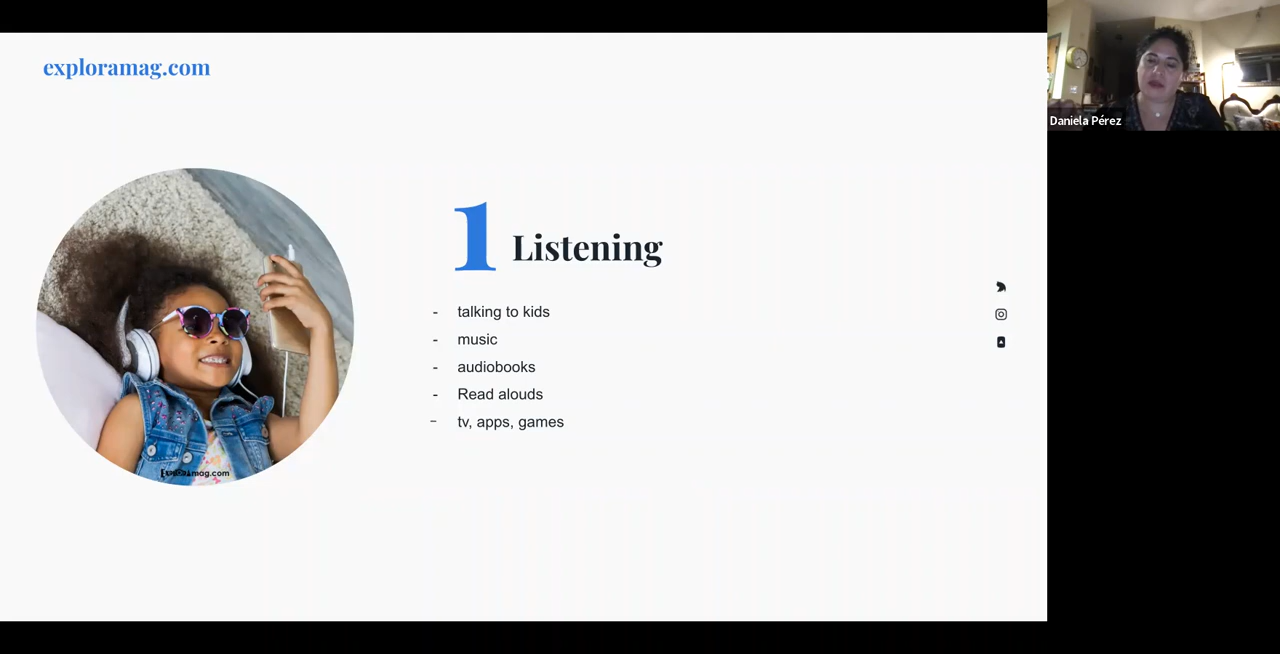 exploramag.com
Daniela Pérez
1 Listening
- talking to kids
- music
- audiobooks
- Read alouds
- tv, apps, games